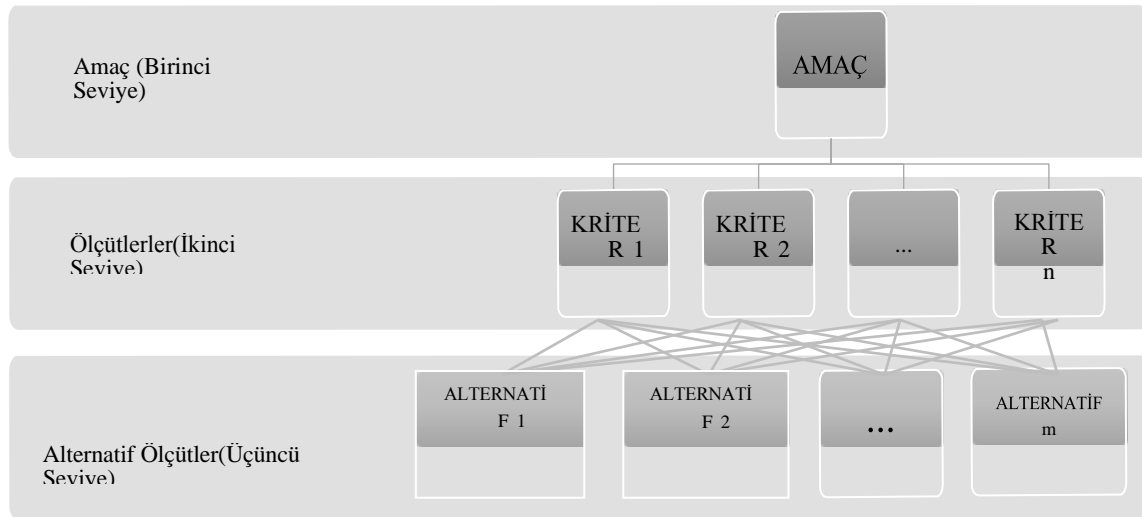 Amaç (Birinci
Seviye)
AMAÇ
Ölçütlerler(İkinci
Seviye)
KRİTE
R 1
KRİTE
R 2
...
KRİTE
R
n
Alternatif Ölçütler(Üçüncü
Seviye)
ALTERNATİ
F 1
ALTERNATİ
F 2
...
ALTERNATİF
m